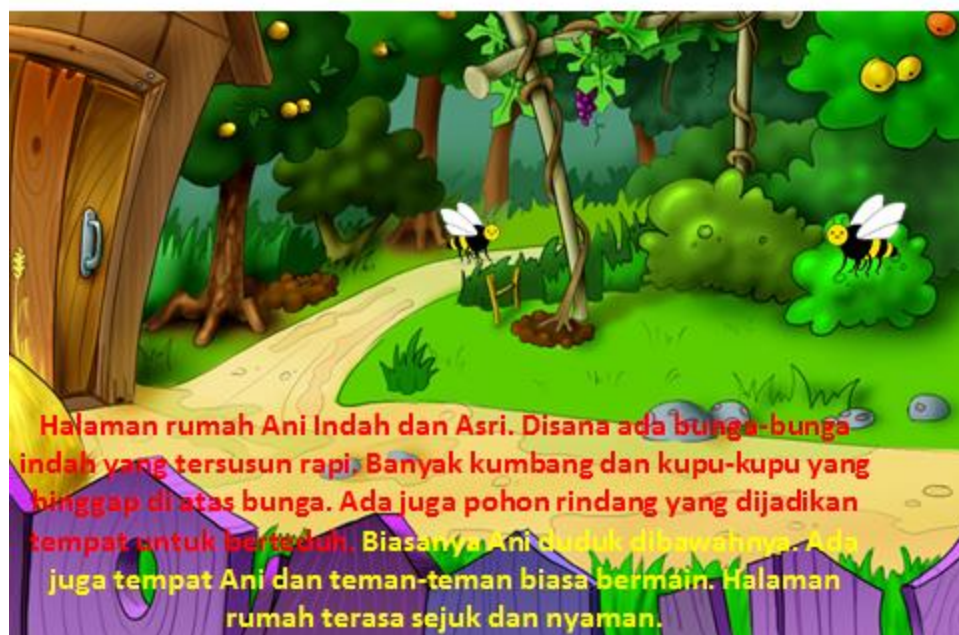 Halaman rumah Ani Indah dan Asri. Disana ada bunga-bunga
indah yang tersusun rapi. Banyak kumbang dan kupu-kupu yang
hinggap di atas bunga. Ada juga pohon rindang yang dijadikan
tempat untuk berteduh. Biasanya Ani duduk dibawahnya. Ada
juga tempat Ani dan teman-teman biasa bermain. Halaman
rumah terasa sejuk dan nyaman.